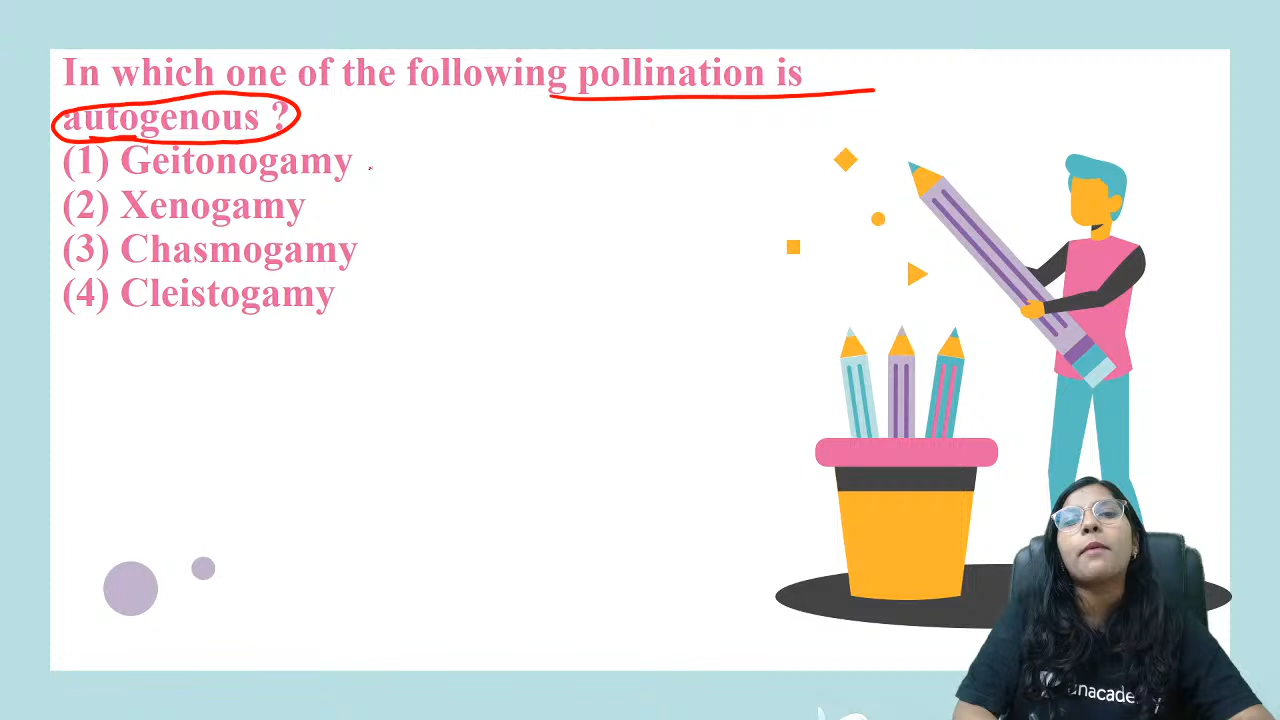 In which one of the following pollination is
autogenous ?
(1) Geitonogamy
(2) Xenogamy
(3) Chasmogamy
(4) Cleistogamy